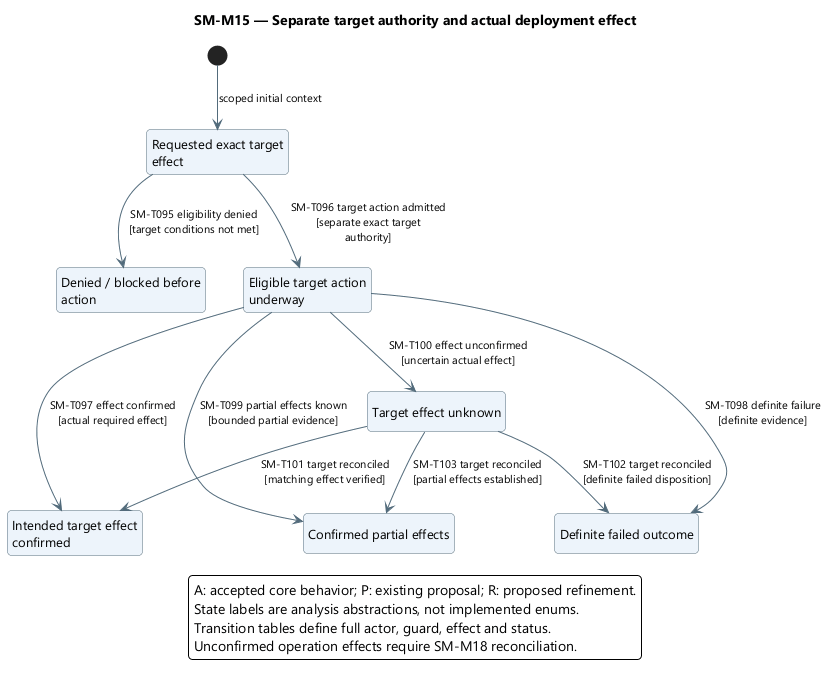 SM-M15 — Separate target authority and actual deployment effect
scoped initial context
Requested exact target
effect
SM-T095 eligibility denied
[target conditions not met]
SM-T096 target action admitted
[separate exact target
authority]
Denied / blocked before
action
Eligible target action
underway
SM-T100 effect unconfirmed
[uncertain actual effect]
SM-T097 effect confirmed
[actual required effect]
SM-T099 partial effects known
[bounded partial evidence]
Target effect unknown
SM-T098 definite failure
[definite evidence]
SM-T101 target reconciled
[matching effect verified]
SM-T103 target reconciled
[partial effects established]
SM-T102 target reconciled
[definite failed disposition]
Intended target effect
confirmed
Confirmed partial effects
Definite failed outcome
A: accepted core behavior; P: existing proposal; R: proposed refinement.
State labels are analysis abstractions, not implemented enums.
Transition tables define full actor, guard, effect and status.
Unconfirmed operation effects require SM-M18 reconciliation.